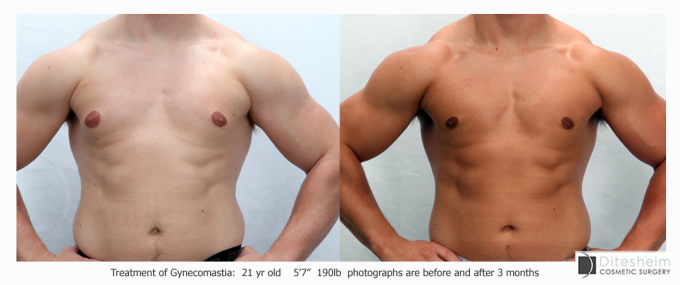 Treatment of Gynecomastia: 21 yr old 5'7" 190lb photographs are before and after 3 months
Ditesheim
COSMETIC SURGERY